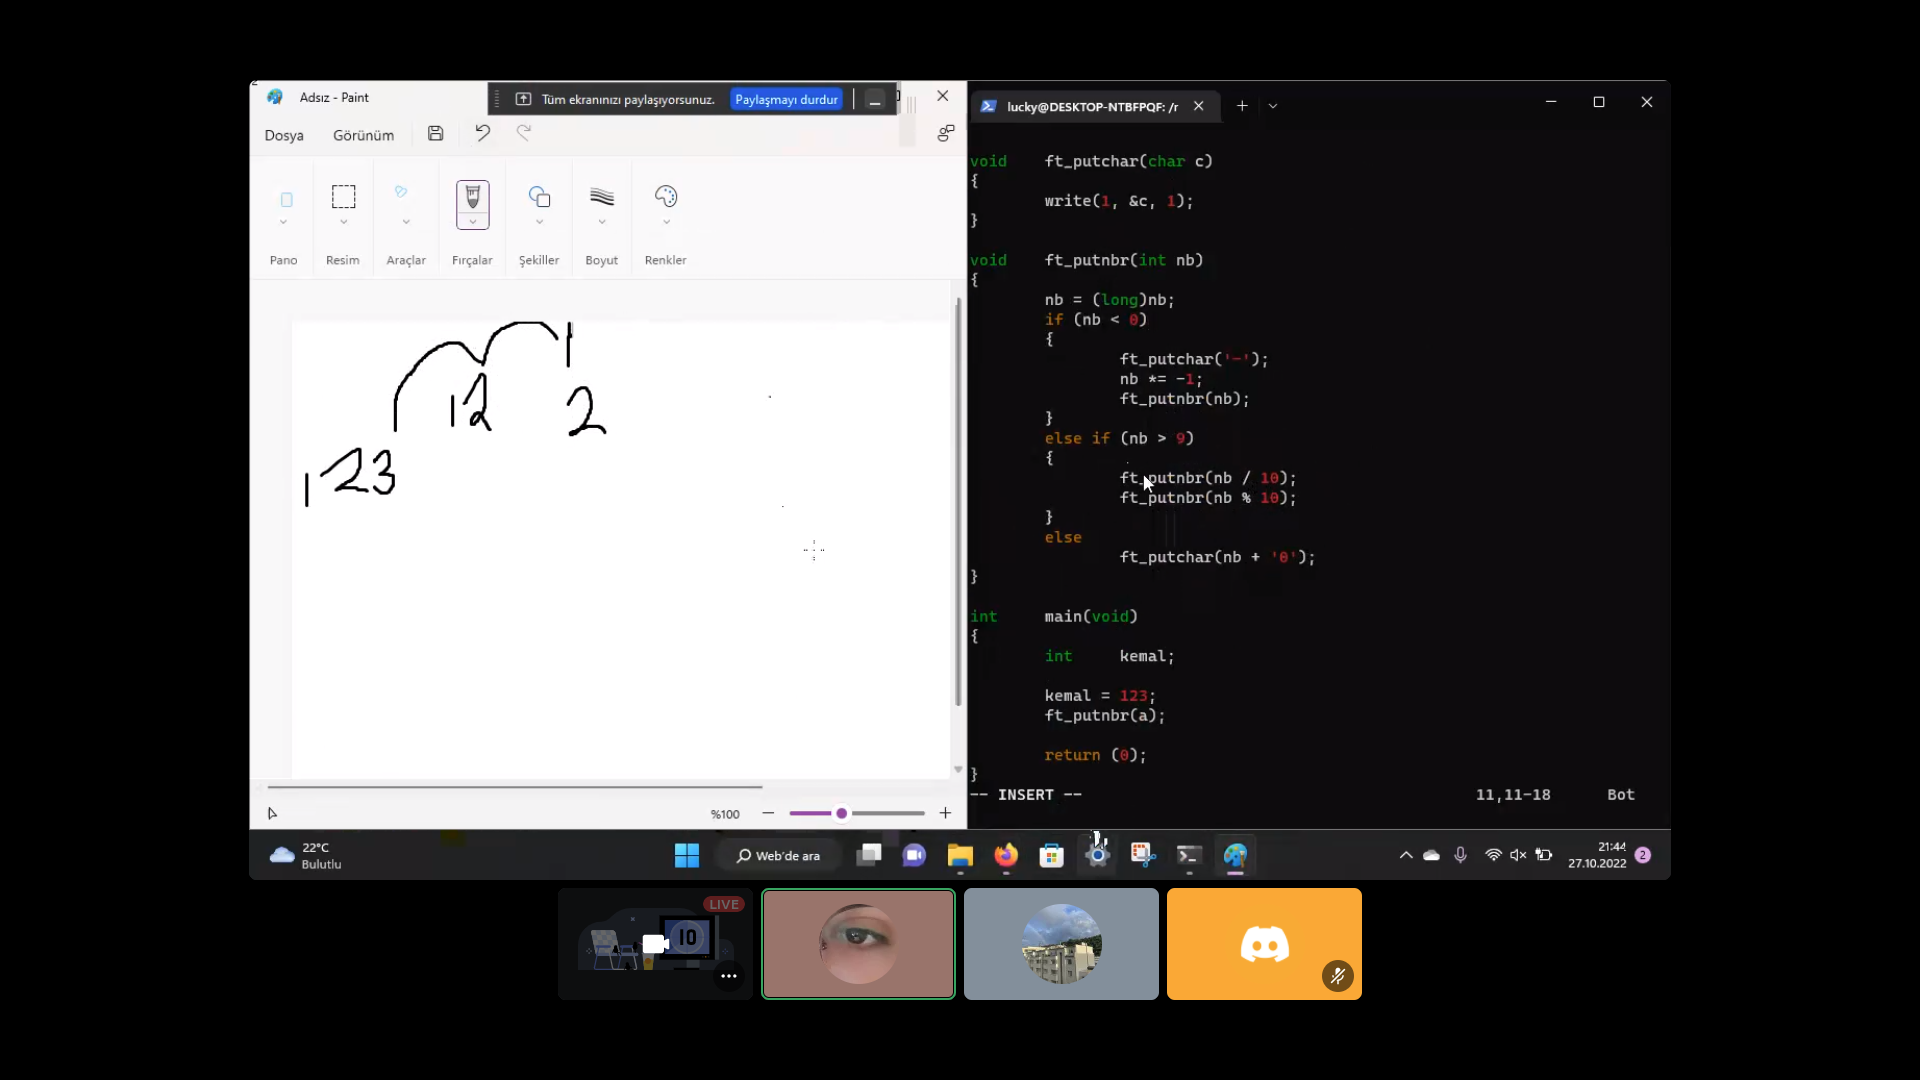 Adsız - Paint
Tüm ekranınızı paylaşıyorsunuz.
Paylaşmayı durdur
Dosya
Görünüm
Pano
Resim
Araçlar
Fırçalar
Şekiller
Boyut
Renkler
1
12
2
123
%100
lucky@DESKTOP-NTBFPQF: /r
void ft_putchar(char c)
{
write(1, &c, 1);
}
void ft_putnbr(int nb)
{
nb = (long)nb;
if (nb < 0)
{
ft_putchar('-');
nb *= -1;
ft_putnbr(nb);
}
else if (nb > 9)
{
ft_putnbr(nb / 10);
ft_putnbr(nb % 10);
}
else
ft_putchar(nb + '0');
}
int main(void)
{
int kemal;
kemal = 123;
ft_putnbr(a);
return (0);
}
-- INSERT --
11,11-18
Bot
22°C
Bulutlu
Web'de ara
21:44
27.10.2022
2
LIVE
10